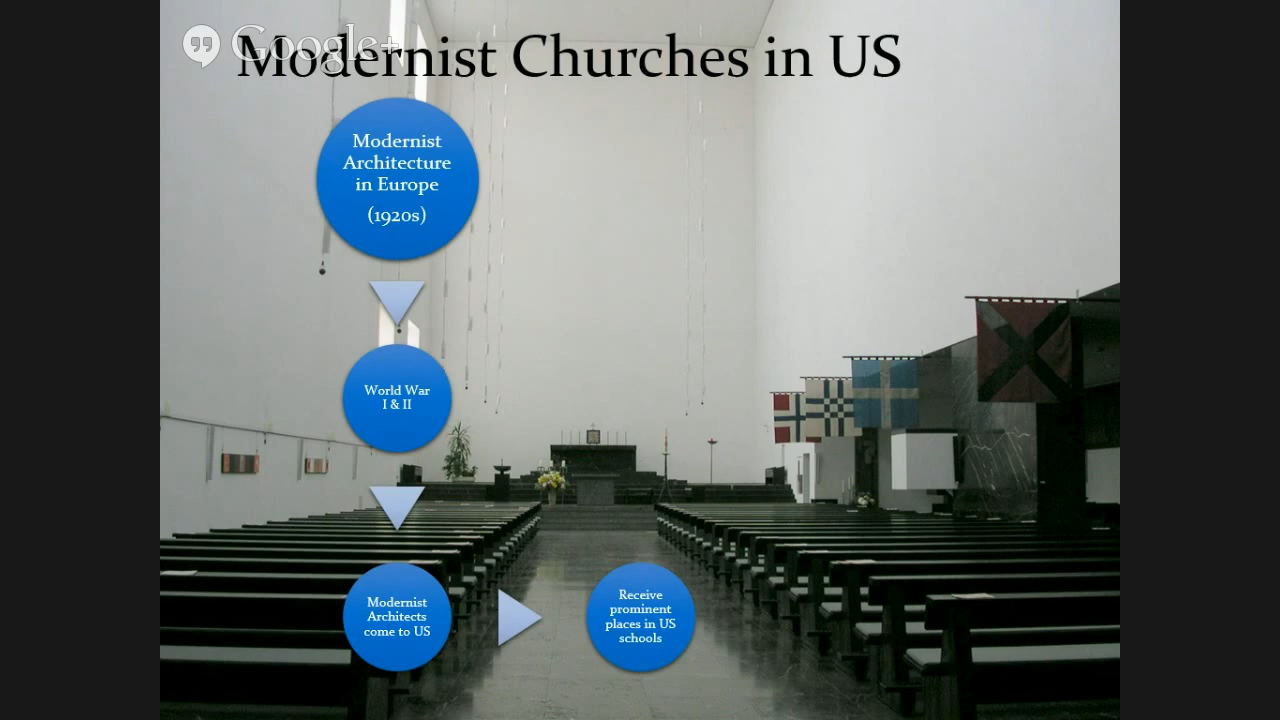 Google+
Modernist Churches in US
Modernist
Architecture
in Europe
(1920s)
World War
I & II
Modernist
Architects
come to US
Receive
prominent
places in US
schools